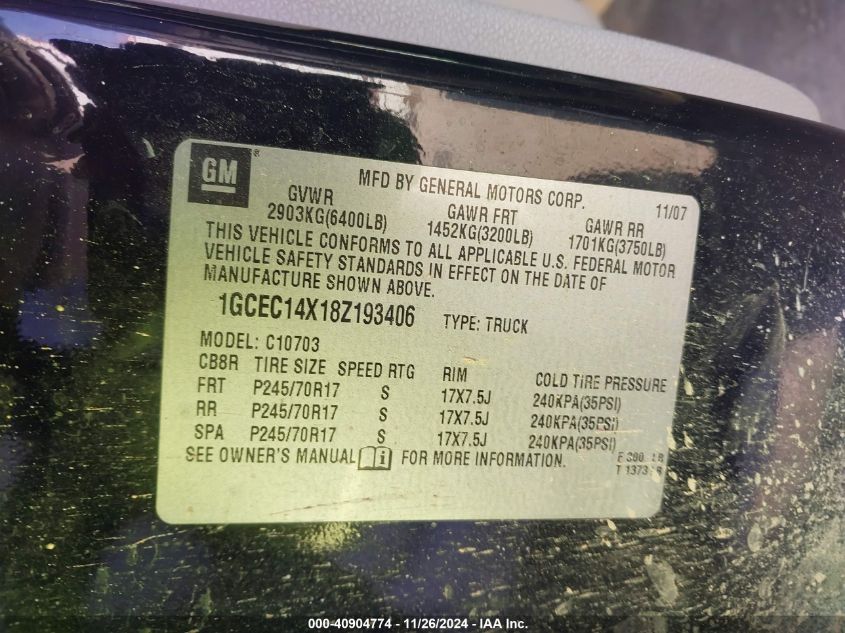 GM
MFD BY GENERAL MOTORS CORP. 11/07
GVWR GAWR FRT GAWR RR
2903KG(6400LB) 1452KG(3200LB) 1701KG(3750LB)
THIS VEHICLE CONFORMS TO ALL APPLICABLE U.S. FEDERAL MOTOR
VEHICLE SAFETY STANDARDS IN EFFECT ON THE DATE OF
MANUFACTURE SHOWN ABOVE.
1GCEC14X18Z193406 TYPE: TRUCK
MODEL: C10703
CB8R TIRE SIZE SPEED RTG RIM COLD TIRE PRESSURE
FRT P245/70R17 S 17X7.5J 240KPA(35PSI)
RR P245/70R17 S 17X7.5J 240KPA(35PSI)
SPA P245/70R17 S 17X7.5J 240KPA(35PSI)
SEE OWNER'S MANUAL i FOR MORE INFORMATION.
000-40904774 - 11/26/2024 - IAA Inc.